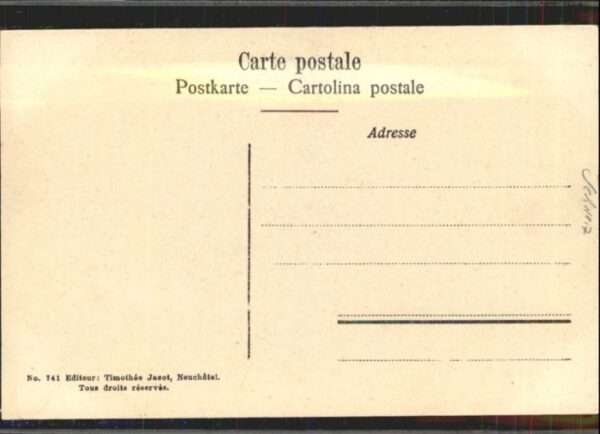 Carte postale
Postkarte — Cartolina postale
Adresse
No. 741 Editeur: Timothée Jacot, Neuchâtel.
Tous droits réservés.